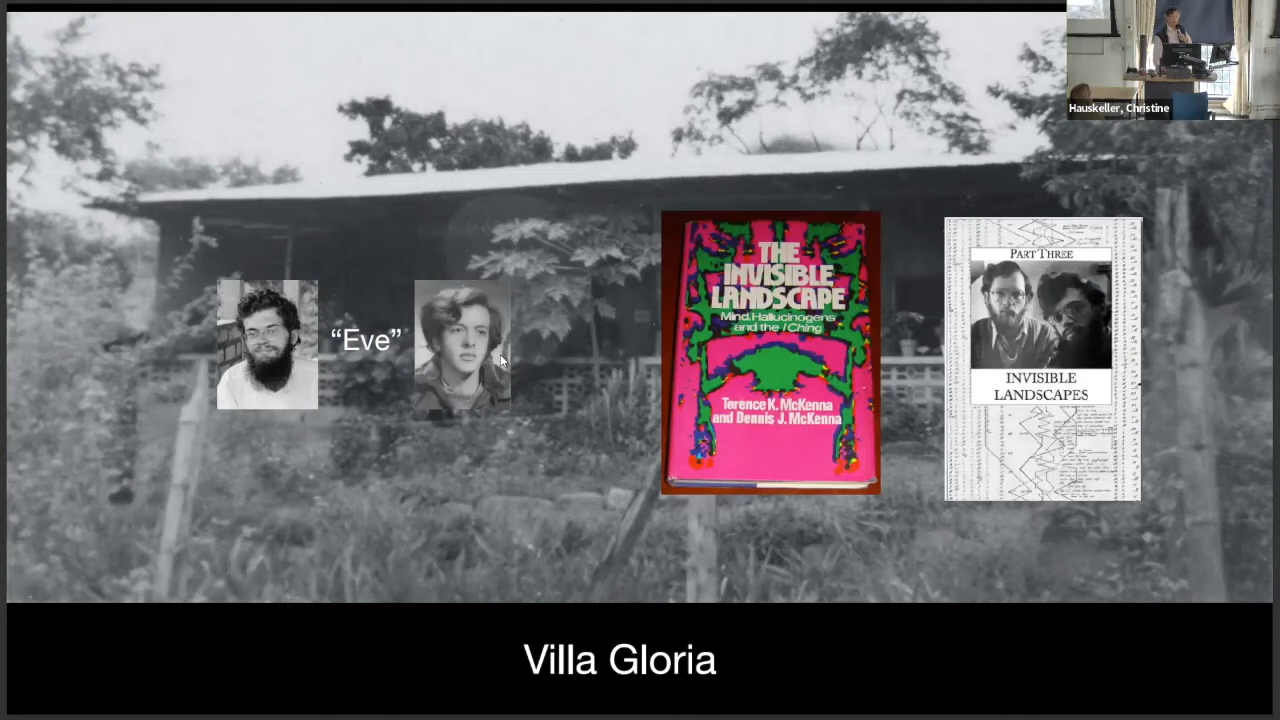 Hauskeller, Christine
“Eve”
THE
INVISIBLE
LANDSCAPE
Mind, Hallucinogens
and the I Ching
Terence K. McKenna
and Dennis J. McKenna
PART THREE
INVISIBLE
LANDSCAPES
Villa Gloria